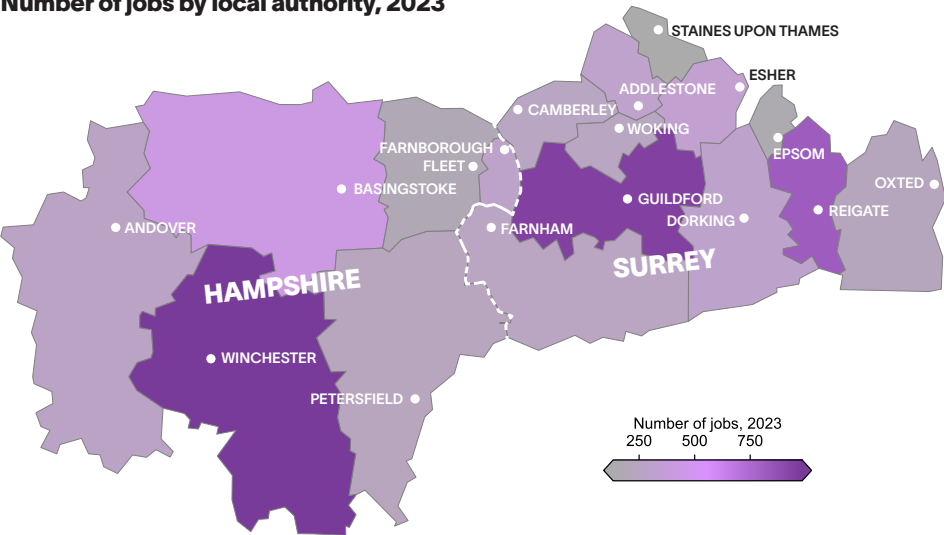 Number of jobs by local authority, 2023
STAINES UPON THAMES
ESHER
ADDLESTONE
CAMBERLEY
WOKING
FARNBOROUGH
EPSOM
FLEET
OXTED
BASINGSTOKE
GUILDFORD
REIGATE
DORKING
ANDOVER
FARNHAM
SURREY
HAMPSHIRE
WINCHESTER
PETERSFIELD
Number of jobs, 2023
250 500 750